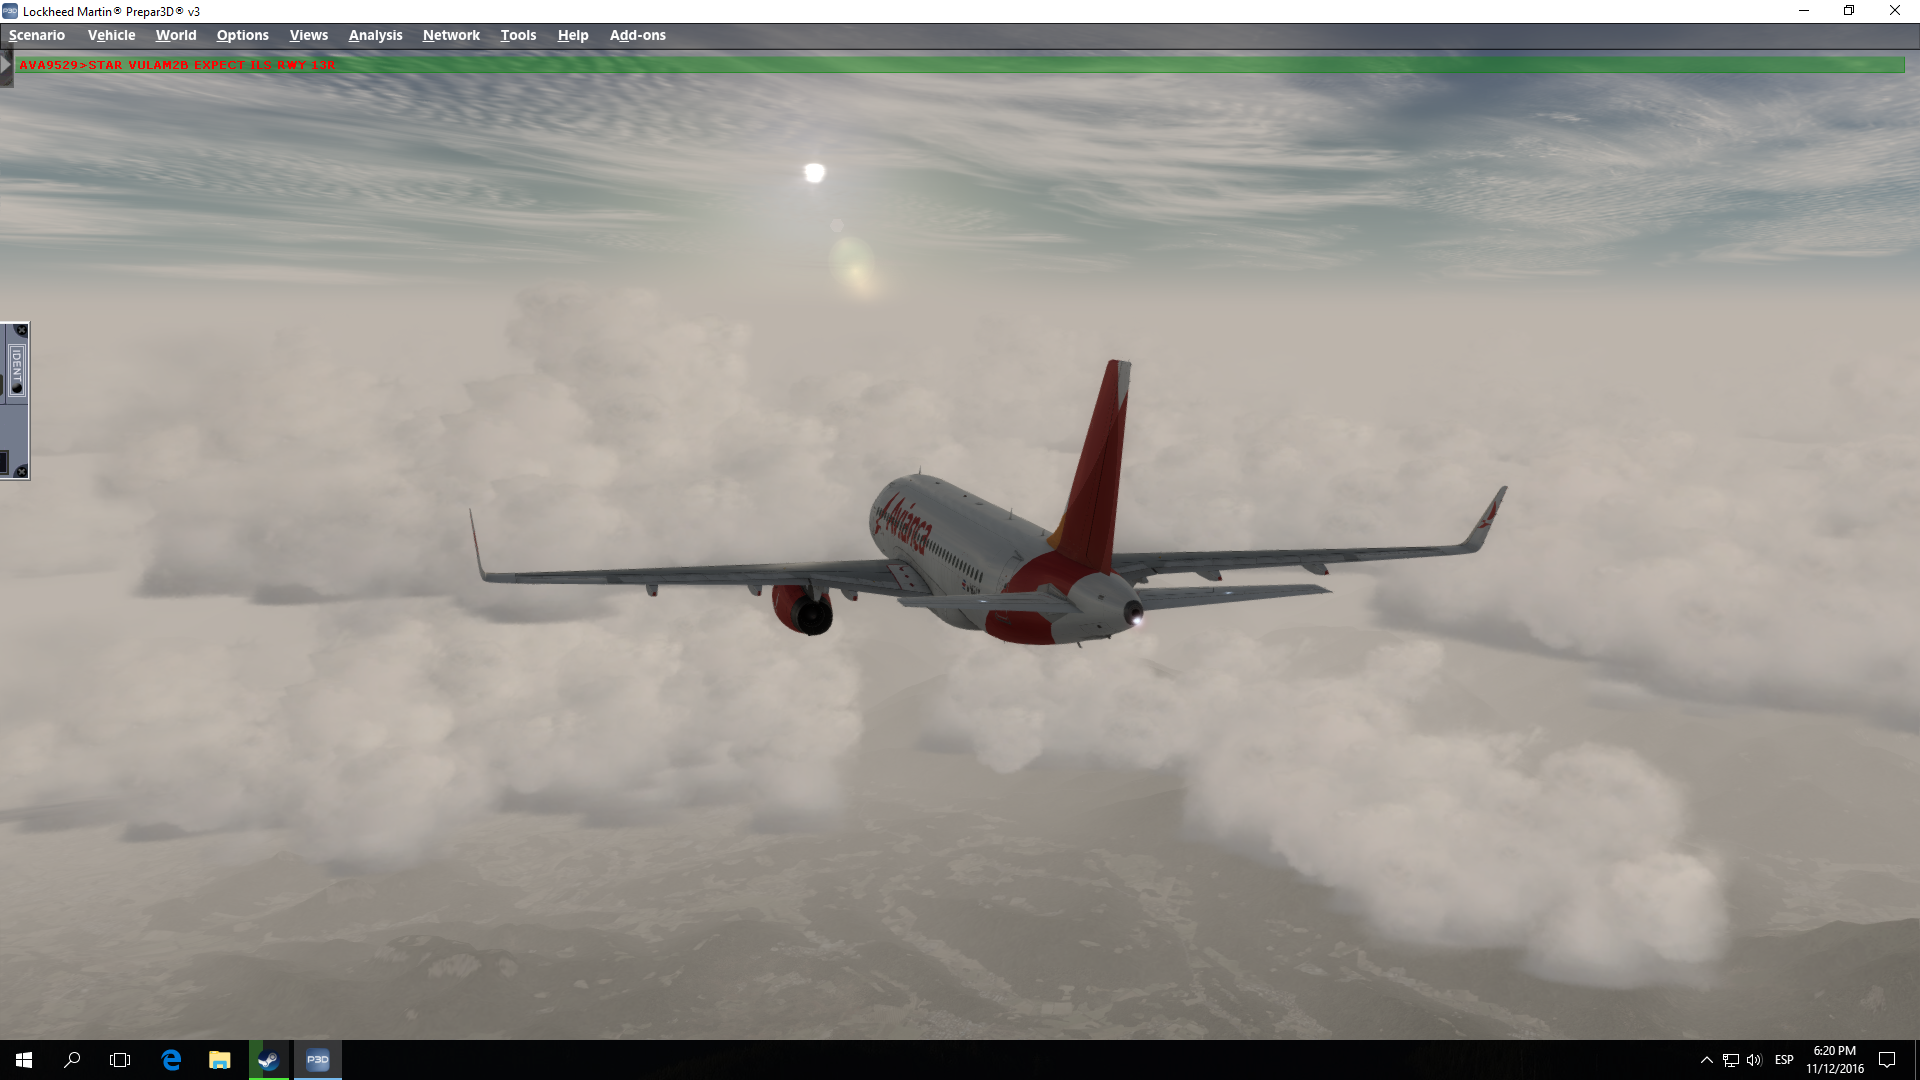 Lockheed Martin® Prepar3D® v3
Scenario Vehicle World Options Views Analysis Network Tools Help Add-ons
AVA9529>STAR VULAM2B EXPECT ILS RWY 13R
IDENT
Avianca
P3D
ESP
6:20 PM
11/12/2016